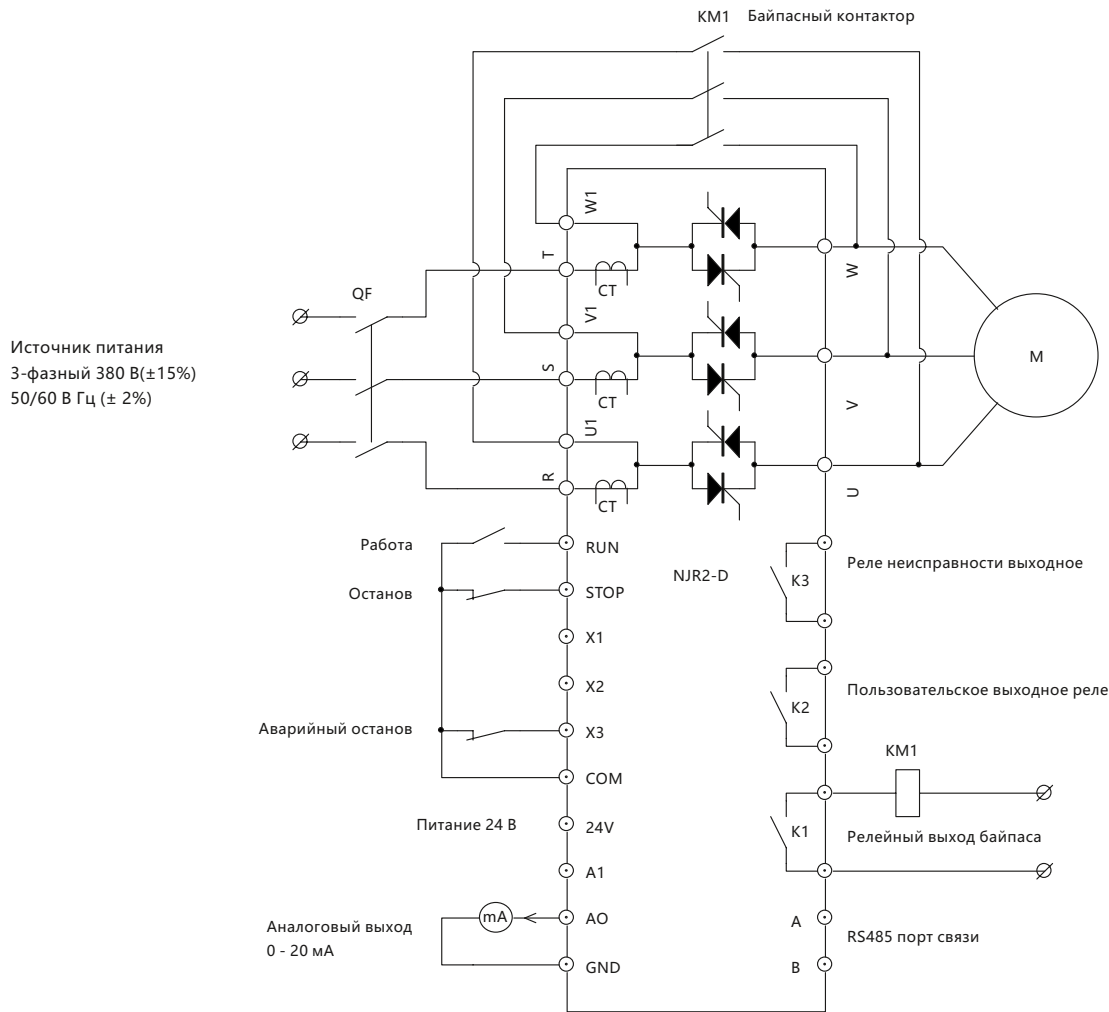 KM1 Байпасный контактор
W1
T
CT
QF
V1
W
Источник питания
3-фазный 380 В(±15%)
50/60 В Гц (± 2%)
S
CT
M
V
U1
R
CT
U
Работа
RUN
NJR2-D
K3
Реле неисправности выходное
Останов
STOP
X1
X2
K2
Пользовательское выходное реле
Аварийный останов
X3
COM
KM1
Питание 24 В
24V
K1
Релейный выход байпаса
A1
Аналоговый выход
0 - 20 мА
mA
AO
GND
A
B
RS485 порт связи